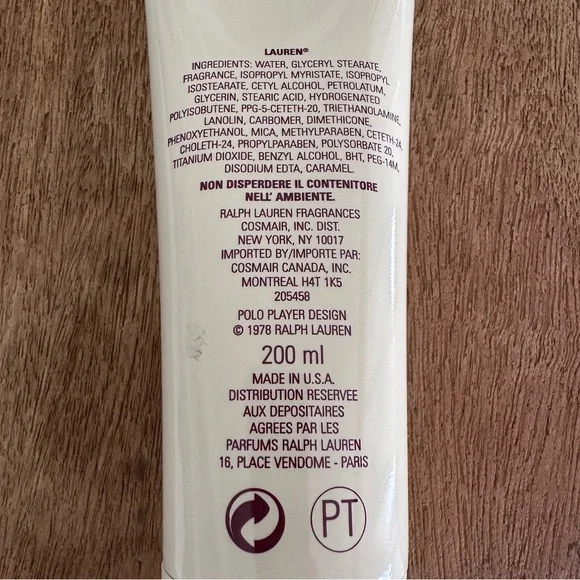 LAUREN®
INGREDIENTS: WATER, GLYCERYL STEARATE,
FRAGRANCE, ISOPROPYL MYRISTATE, ISOPROPYL
ISOSTEARATE, CETYL ALCOHOL, PETROLATUM,
GLYCERIN, STEARIC ACID, HYDROGENATED
POLYISOBUTENE, PPG-5-CETETH-20, TRIETHANOLAMINE,
LANOLIN, CARBOMER, DIMETHICONE,
PHENOXYETHANOL, MICA, METHYLPARABEN, CETETH-24,
CHOLETH-24, PROPYLPARABEN, POLYSORBATE 20,
TITANIUM DIOXIDE, BENZYL ALCOHOL, BHT, PEG-14M,
DISODIUM EDTA, CARAMEL.
NON DISPERDERE IL CONTENITORE
NELL' AMBIENTE.
RALPH LAUREN FRAGRANCES
COSMAIR, INC. DIST.
NEW YORK, NY 10017
IMPORTED BY/IMPORTE PAR:
COSMAIR CANADA, INC.
MONTREAL H4T 1K5
205458
POLO PLAYER DESIGN
© 1978 RALPH LAUREN
200 ml
MADE IN U.S.A.
DISTRIBUTION RESERVEE
AUX DEPOSITAIRES
AGREES PAR LES
PARFUMS RALPH LAUREN
16, PLACE VENDOME - PARIS
PT